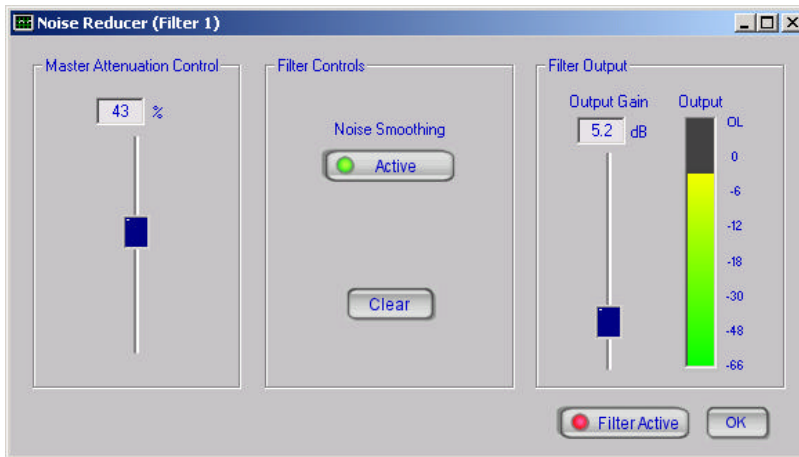 Noise Reducer (Filter 1)
Master Attenuation Control
43 %
Filter Controls
Noise Smoothing
Active
Clear
Filter Output
Output Gain
5.2 dB
Output
OL
0
-6
-12
-18
-30
-48
-66
Filter Active
OK